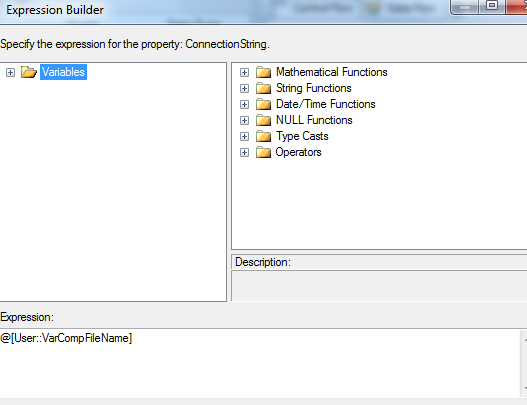 Expression Builder
Specify the expression for the property: ConnectionString.
Variables
Mathematical Functions
String Functions
Date/Time Functions
NULL Functions
Type Casts
Operators
Description:
Expression:
@[User::VarCompFileName]